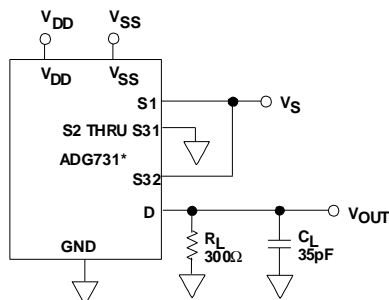 VDD VSS
VDD VSS
S1
VS
S2 THRU S31
ADG731*
S32
D
VOUT
GND
RL
300Ω
CL
35pF